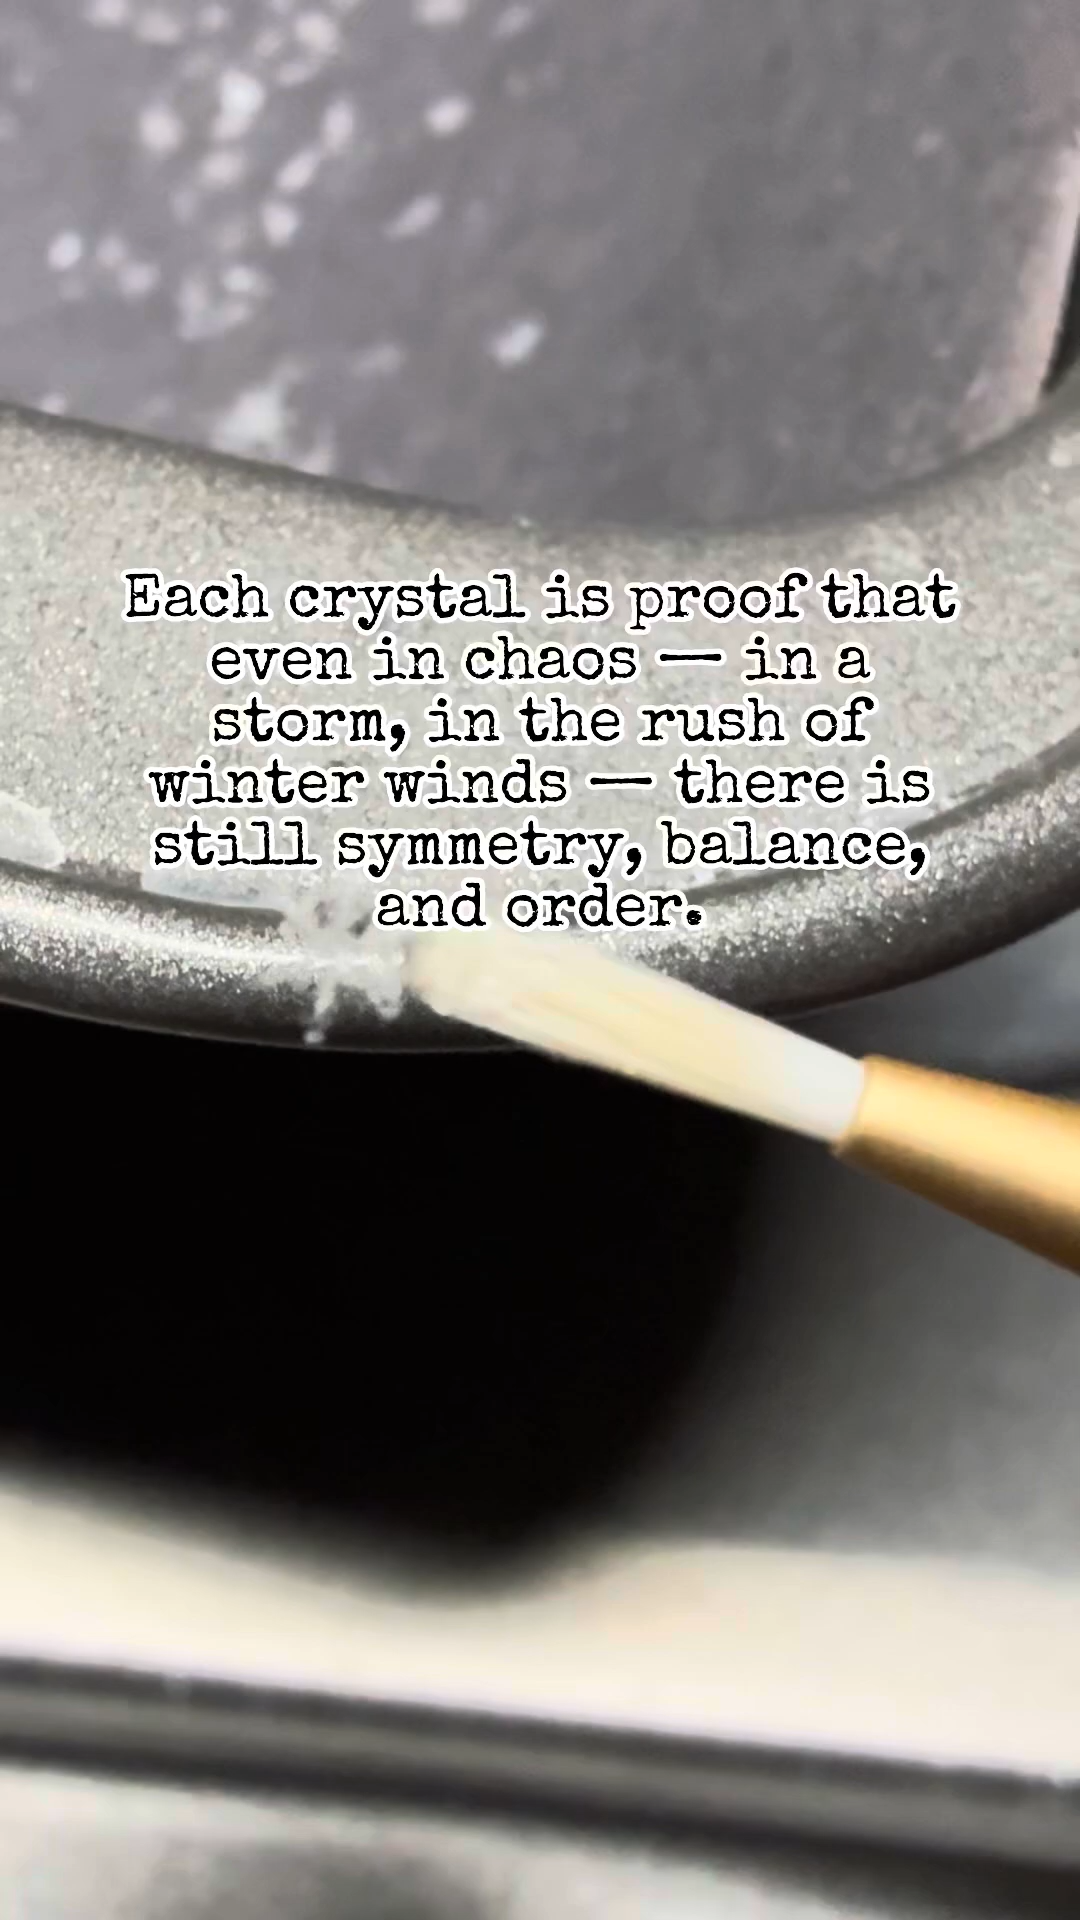 Each crystal is proof that
even in chaos — in a
storm, in the rush of
winter winds — there is
still symmetry, balance,
and order.